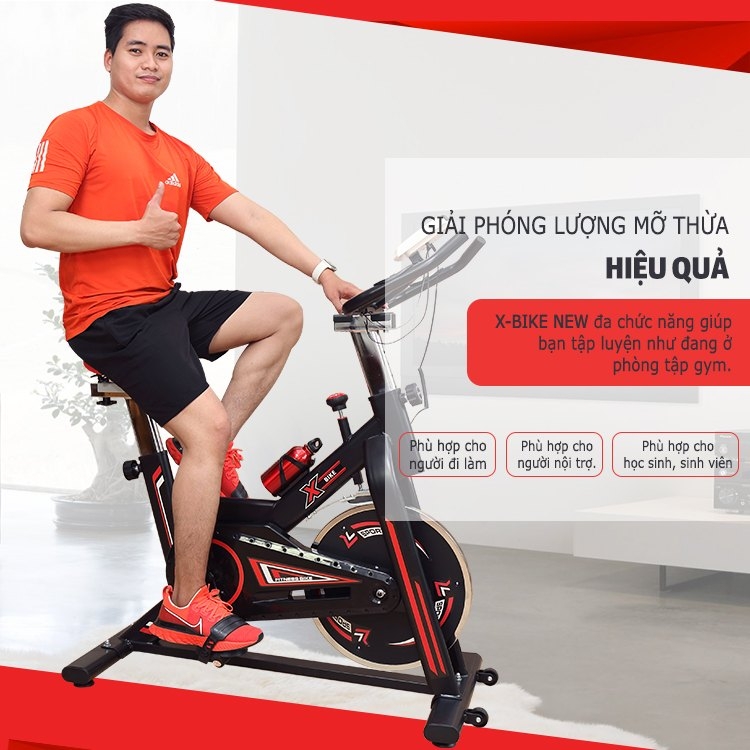 GIẢI PHÓNG LƯỢNG MỠ THỪA
HIỆU QUẢ
X-BIKE NEW đa chức năng giúp
bạn tập luyện như đang ở
phòng tập gym.
Phù hợp cho
người đi làm
Phù hợp cho
người nội trợ.
Phù hợp cho
học sinh, sinh viên
adidas
X
BIKE
SPORT
FITNESS BIKE
SPORT